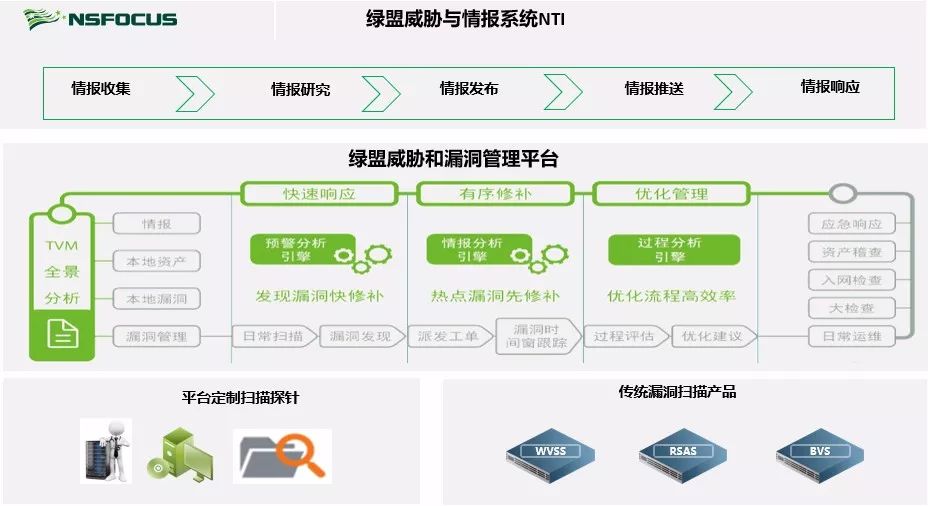 NSFOCUS
绿盟威胁与情报系统NTI
情报收集
情报研究
情报发布
情报推送
情报响应
绿盟威胁和漏洞管理平台
快速响应
有序修补
优化管理
TVM
全景
分析
情报
本地资产
本地漏洞
漏洞管理
预警分析
引擎
发现漏洞快修补
日常扫描
漏洞发现
情报分析
引擎
热点漏洞先修补
派发工单
漏洞时
间窗跟踪
过程分析
引擎
优化流程高效率
过程评估
优化建议
应急响应
资产稽查
入网检查
大检查
日常运维
平台定制扫描探针
传统漏洞扫描产品
WVSS
RSAS
BVS